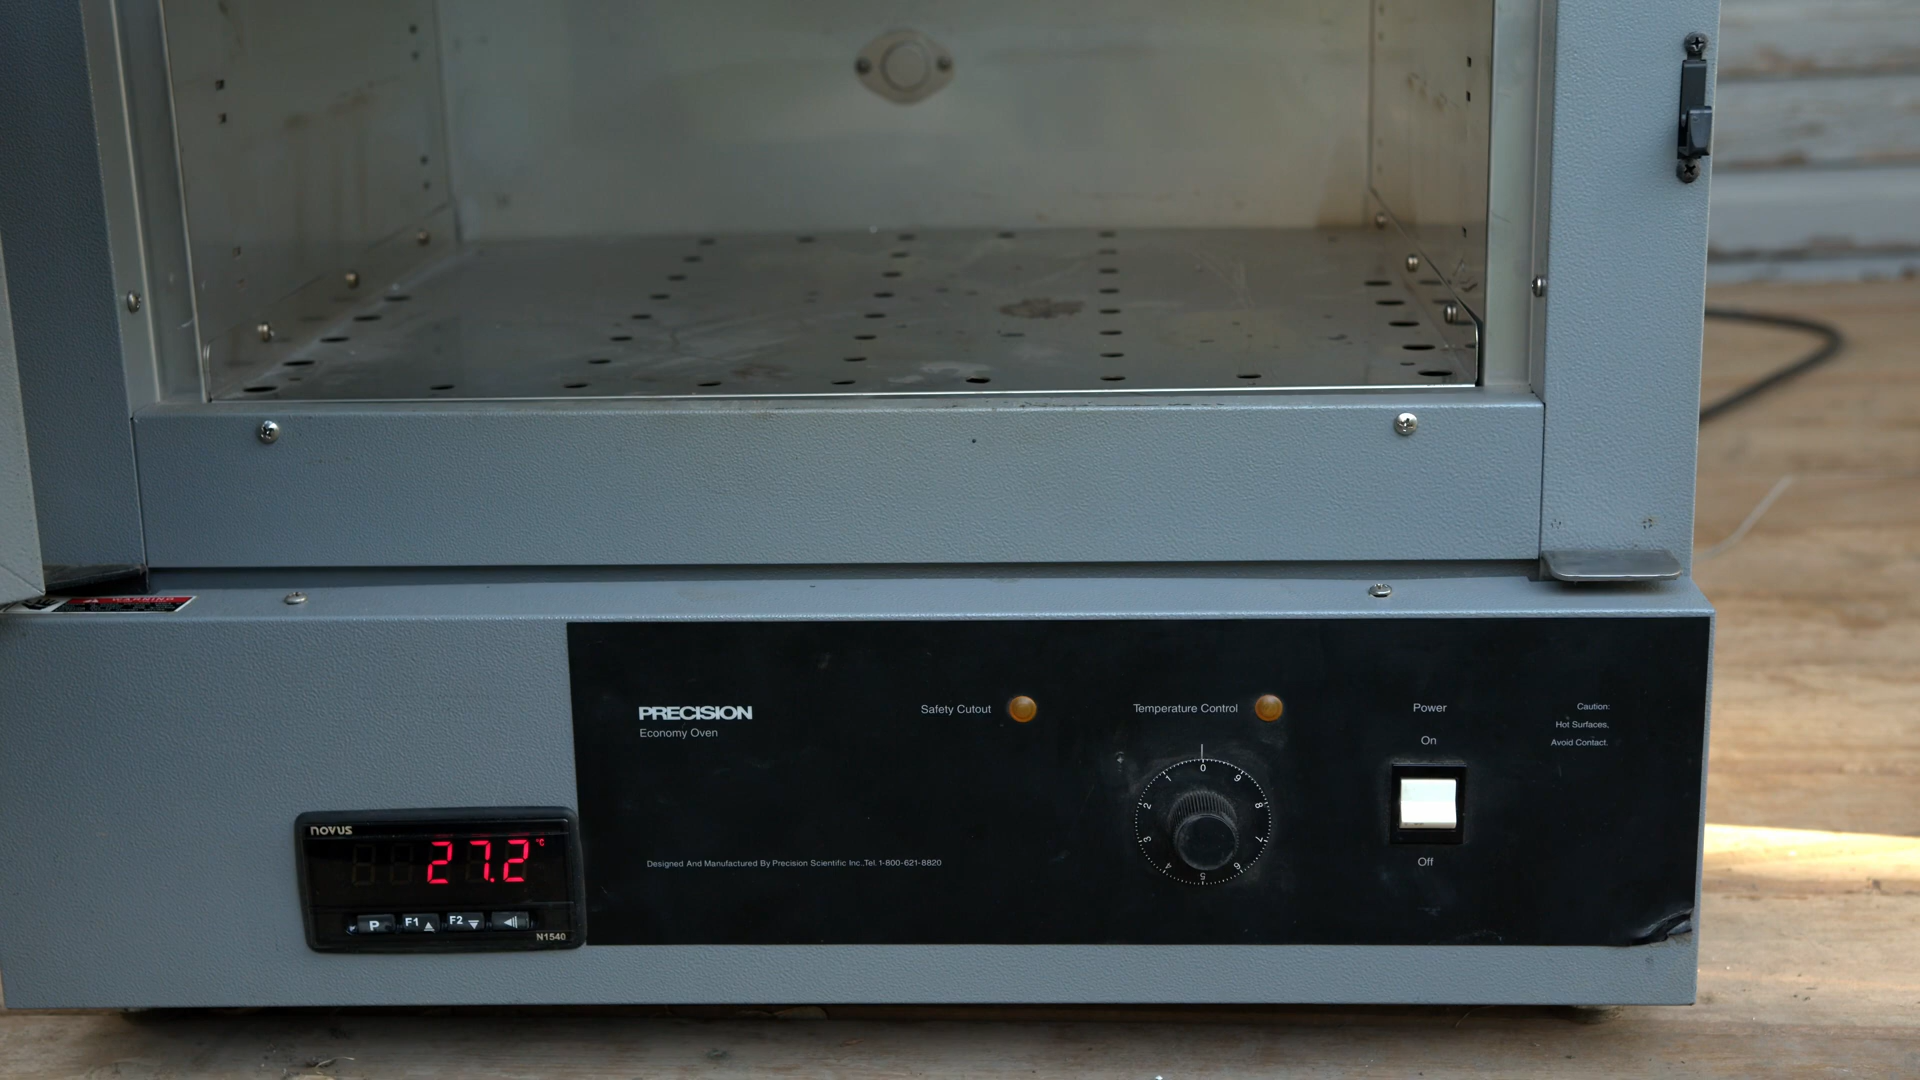 WARNING
PRECISION
Economy Oven
Safety Cutout
Temperature Control
Power
On
Off
Caution:
Hot Surfaces,
Avoid Contact.
0
9
8
7
6
5
4
3
2
1
Designed And Manufactured By Precision Scientific Inc.,Tel. 1-800-621-8820
novus
27.2 °C
P F1 F2
N1540